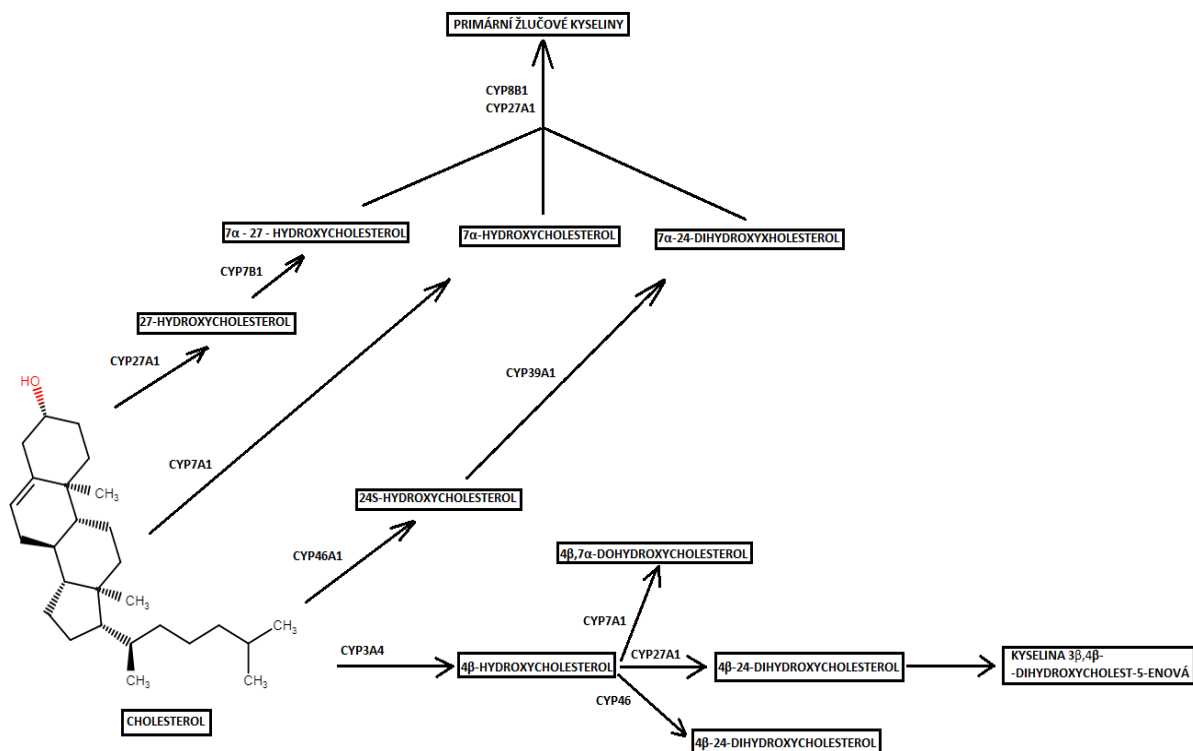 PRIMÁRNÍ ŽLUČOVÉ KYSELINY
CYP8B1
CYP27A1
7α - 27 - HYDROXYCHOLESTEROL
7α-HYDROXYCHOLESTEROL
7α-24-DIHYDROXYXHOLESTEROL
CYP7B1
27-HYDROXYCHOLESTEROL
CYP27A1
CYP39A1
HO
CYP7A1
CH3
24S-HYDROXYCHOLESTEROL
CYP46A1
4β,7α-DOHYDROXYCHOLESTEROL
CH3
CH3
CYP7A1
CYP3A4
CYP27A1
4β-HYDROXYCHOLESTEROL
4β-24-DIHYDROXYCHOLESTEROL
KYSELINA 3β,4β-
-DIHYDROXYCHOLEST-5-ENOVÁ
CH3
CH3
CYP46
CHOLESTEROL
4β-24-DIHYDROXYCHOLESTEROL